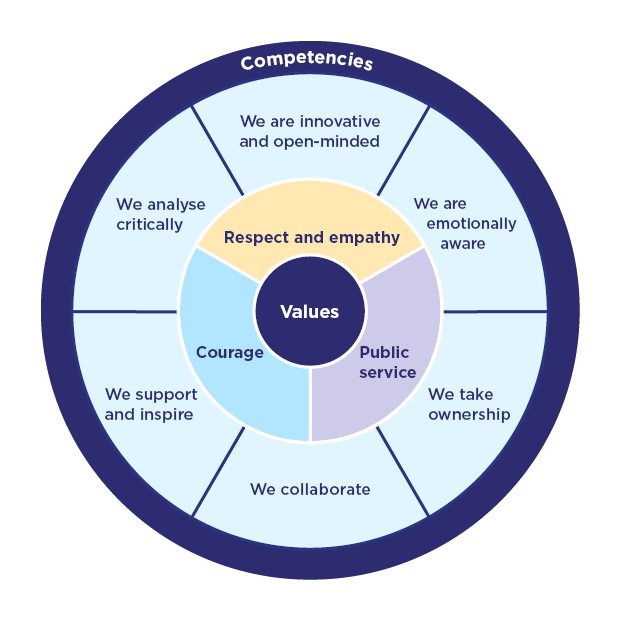 Competencies
We are innovative
and open-minded
We analyse
critically
We are
emotionally
aware
Respect and empathy
Values
Courage
Public
service
We support
and inspire
We take
ownership
We collaborate